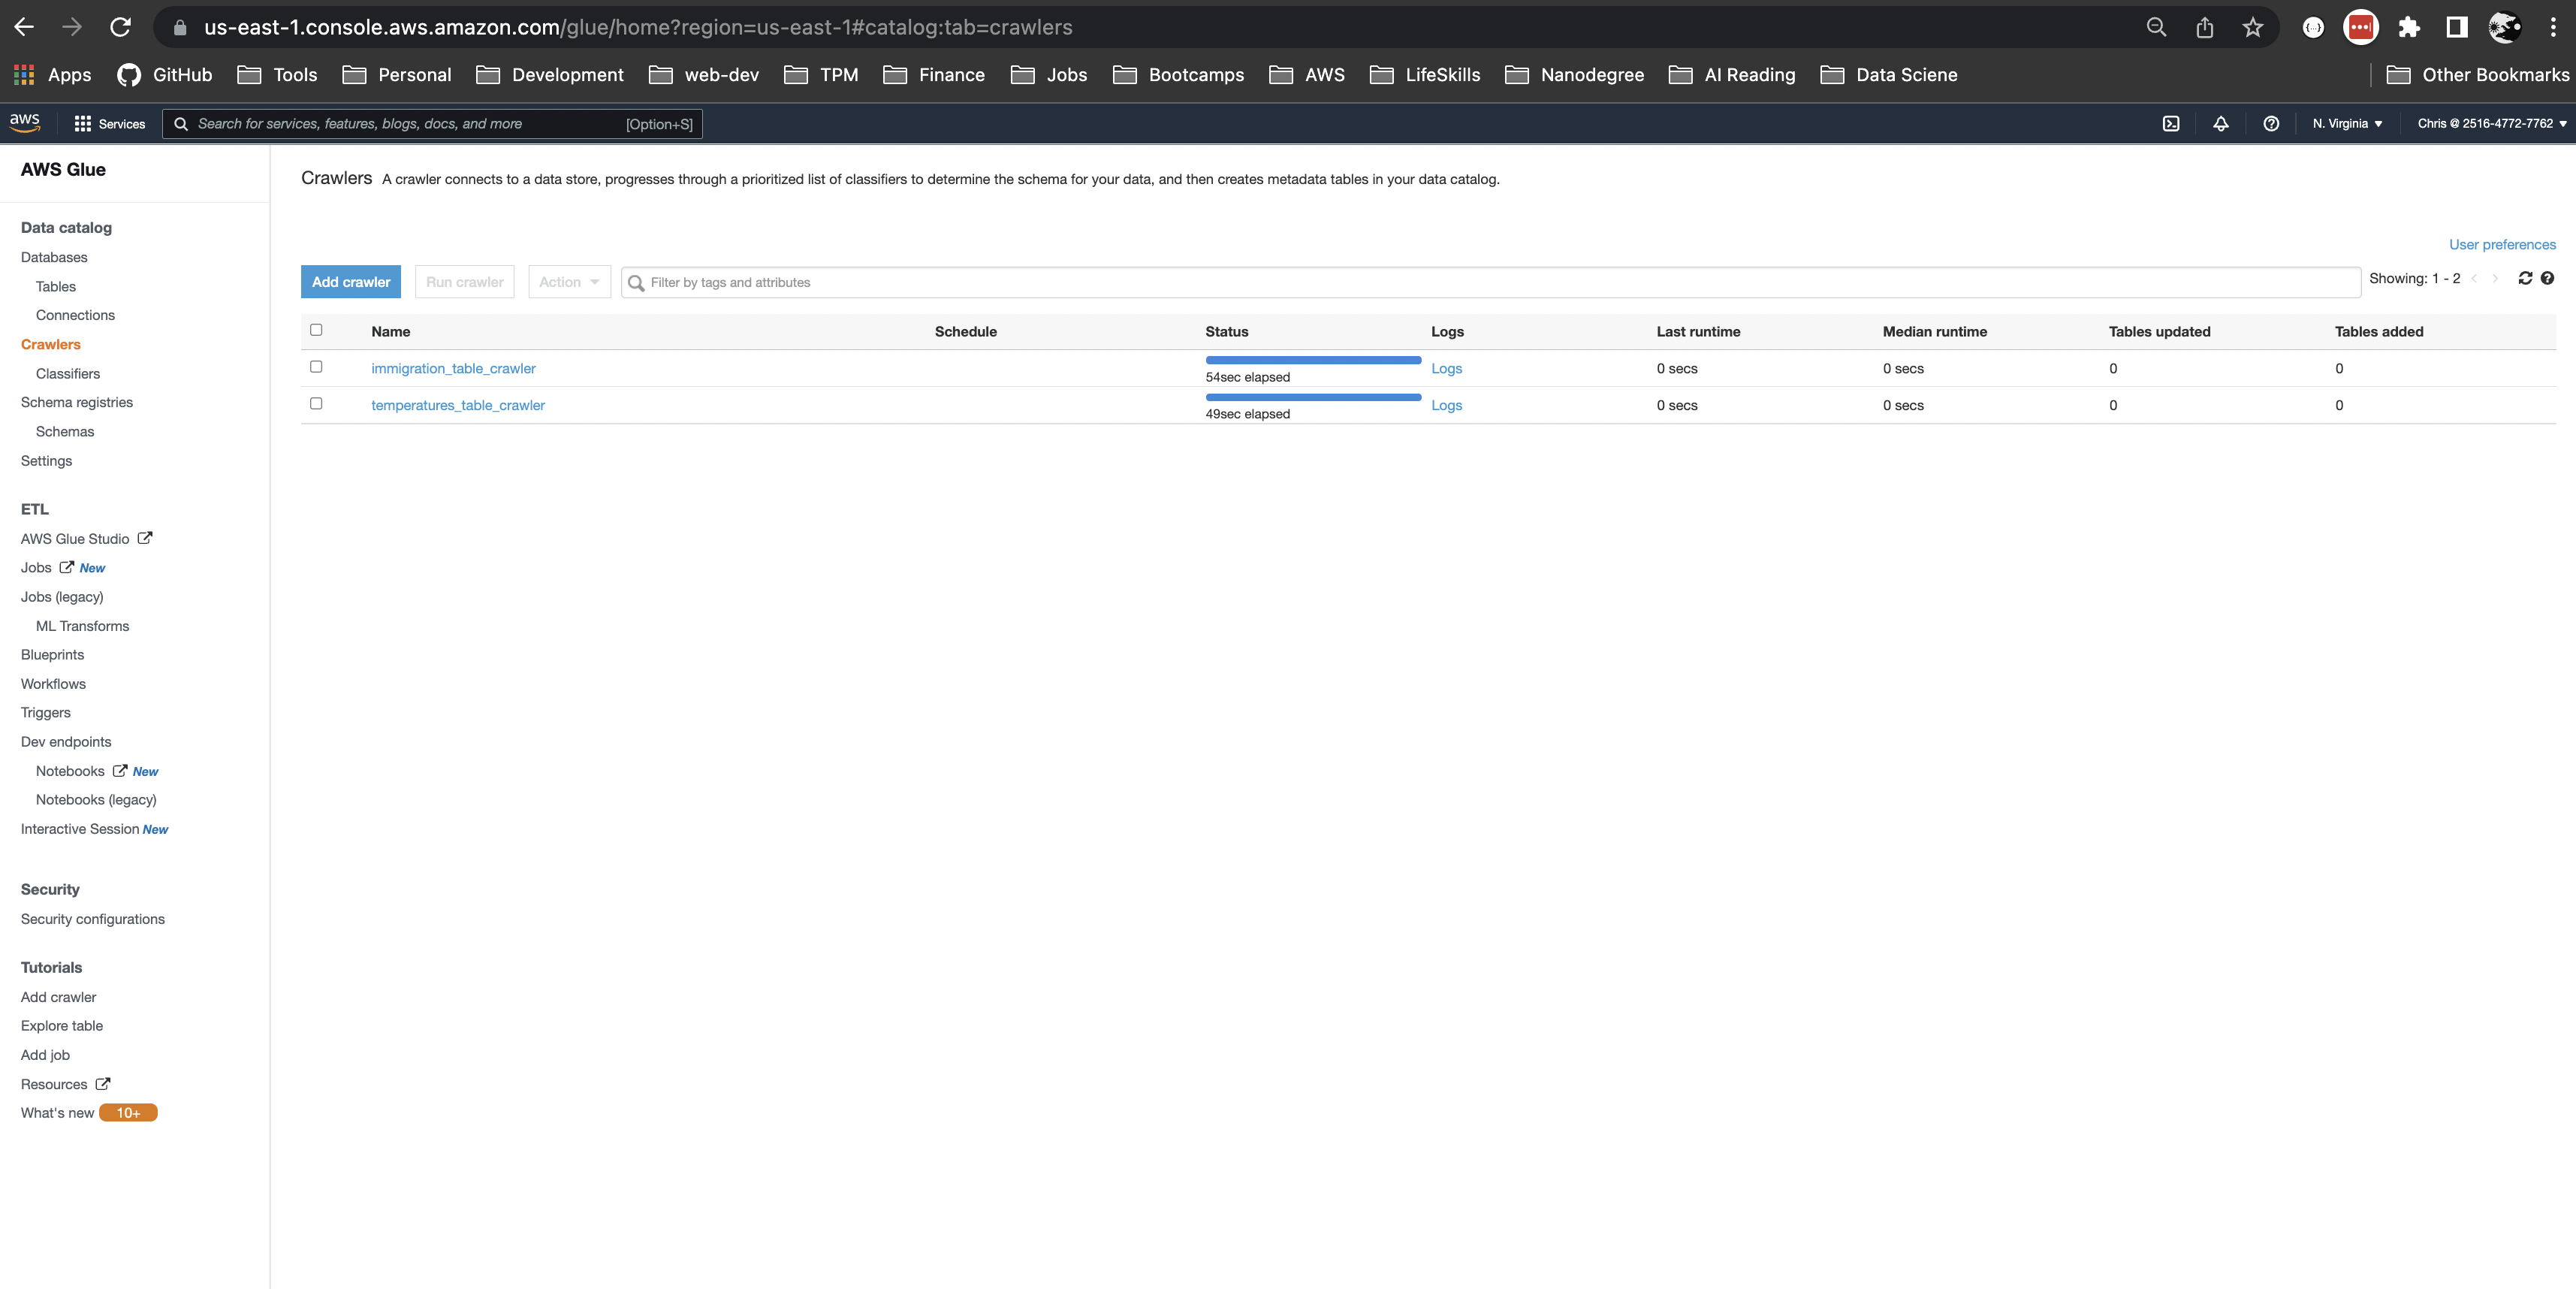 us-east-1.console.aws.amazon.com/glue/home?region=us-east-1#catalog:tab=crawlers
Apps GitHub Tools Personal Development web-dev TPM Finance Jobs Bootcamps AWS LifeSkills Nanodegree AI Reading Data Sciene Other Bookmarks
aws Services Search for services, features, blogs, docs, and more [Option+S] N. Virginia Chris @ 2516-4772-7762
AWS Glue
Data catalog
Databases
Tables
Connections
Crawlers
Classifiers
Schema registries
Schemas
Settings
ETL
AWS Glue Studio
Jobs New
Jobs (legacy)
ML Transforms
Blueprints
Workflows
Triggers
Dev endpoints
Notebooks New
Notebooks (legacy)
Interactive Session New
Security
Security configurations
Tutorials
Add crawler
Explore table
Add job
Resources
What's new 10+
Crawlers A crawler connects to a data store, progresses through a prioritized list of classifiers to determine the schema for your data, and then creates metadata tables in your data catalog.
User preferences
Add crawler Run crawler Action Filter by tags and attributes Showing: 1 - 2
Name Schedule Status Logs Last runtime Median runtime Tables updated Tables added
immigration_table_crawler 54sec elapsed Logs 0 secs 0 secs 0 0
temperatures_table_crawler 49sec elapsed Logs 0 secs 0 secs 0 0